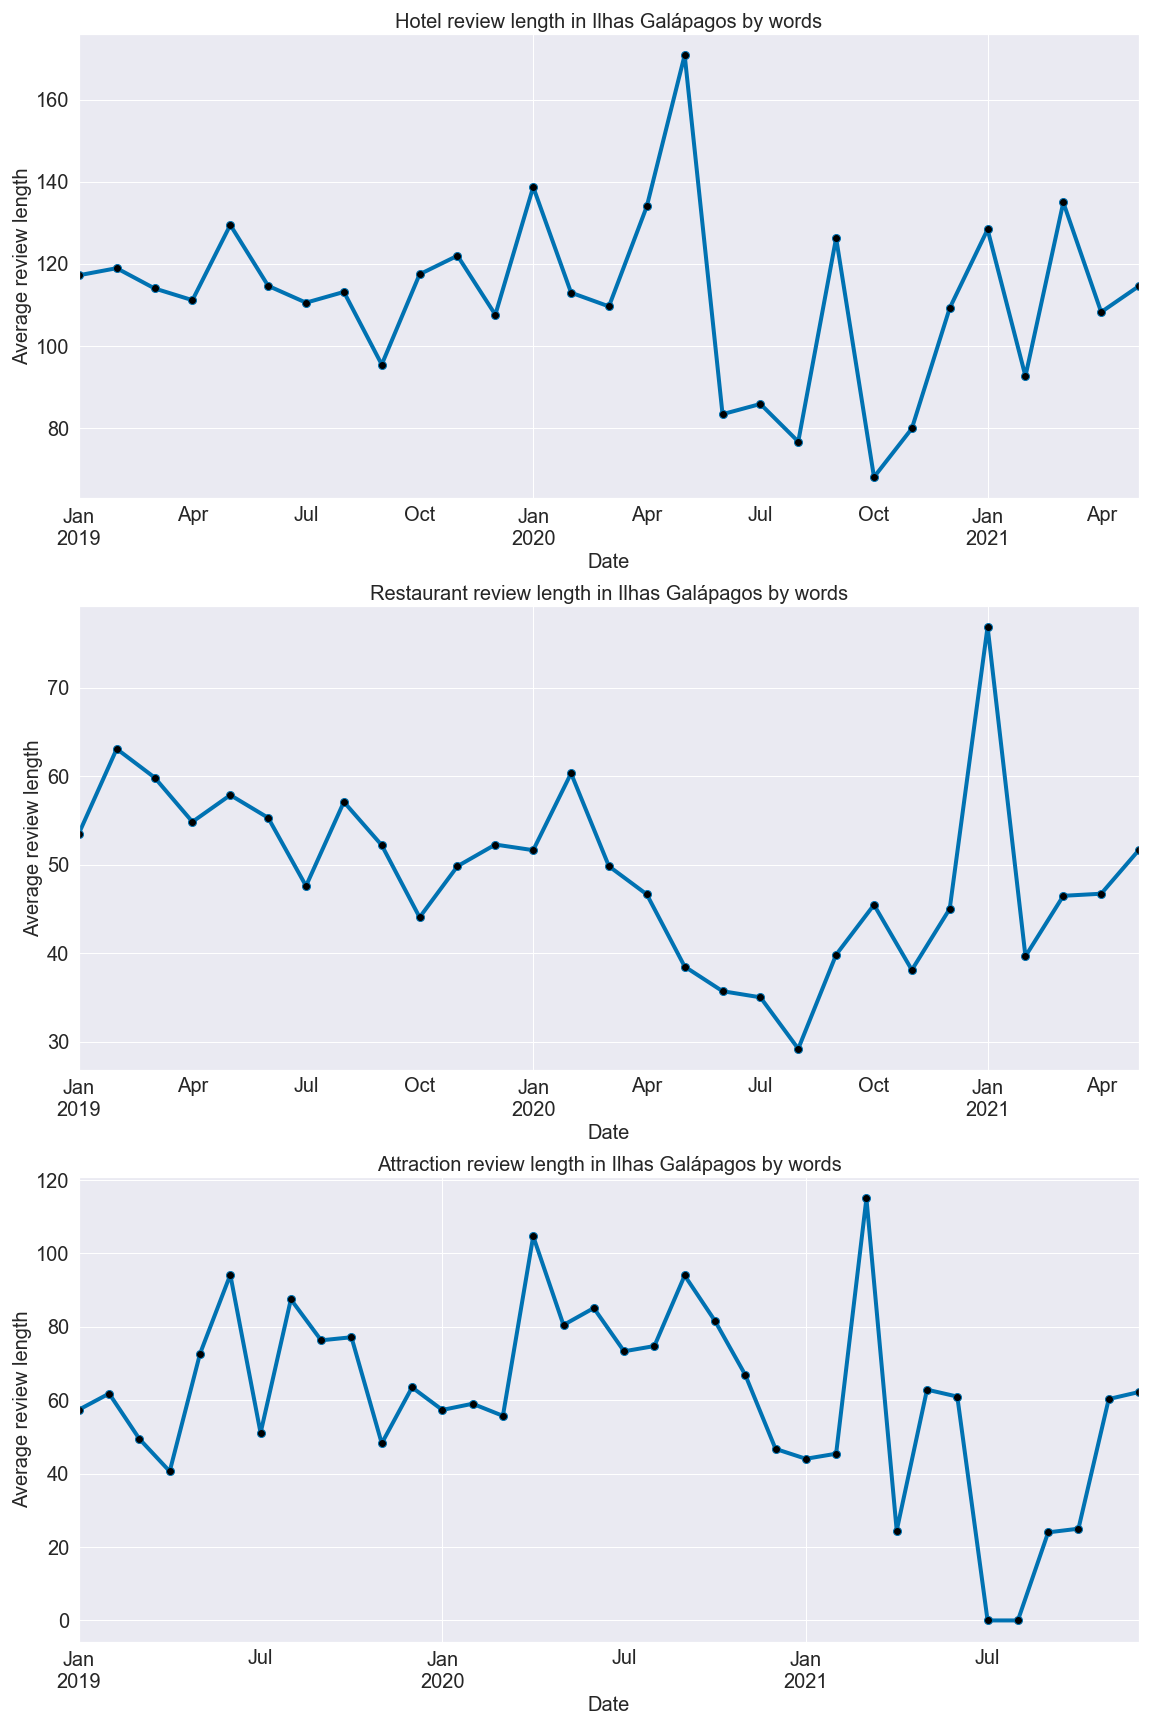 Hotel review length in Ilhas Galápagos by words
Average review length
160
140
120
100
80
Jan Apr Jul Oct Jan Apr Jul Oct Jan Apr
2019 2020 2021
Date
Restaurant review length in Ilhas Galápagos by words
Average review length
70
60
50
40
30
Jan Apr Jul Oct Jan Apr Jul Oct Jan Apr
2019 2020 2021
Date
Attraction review length in Ilhas Galápagos by words
Average review length
120
100
80
60
40
20
0
Jan Jul Jan Jul Jan Jul
2019 2020 2021
Date